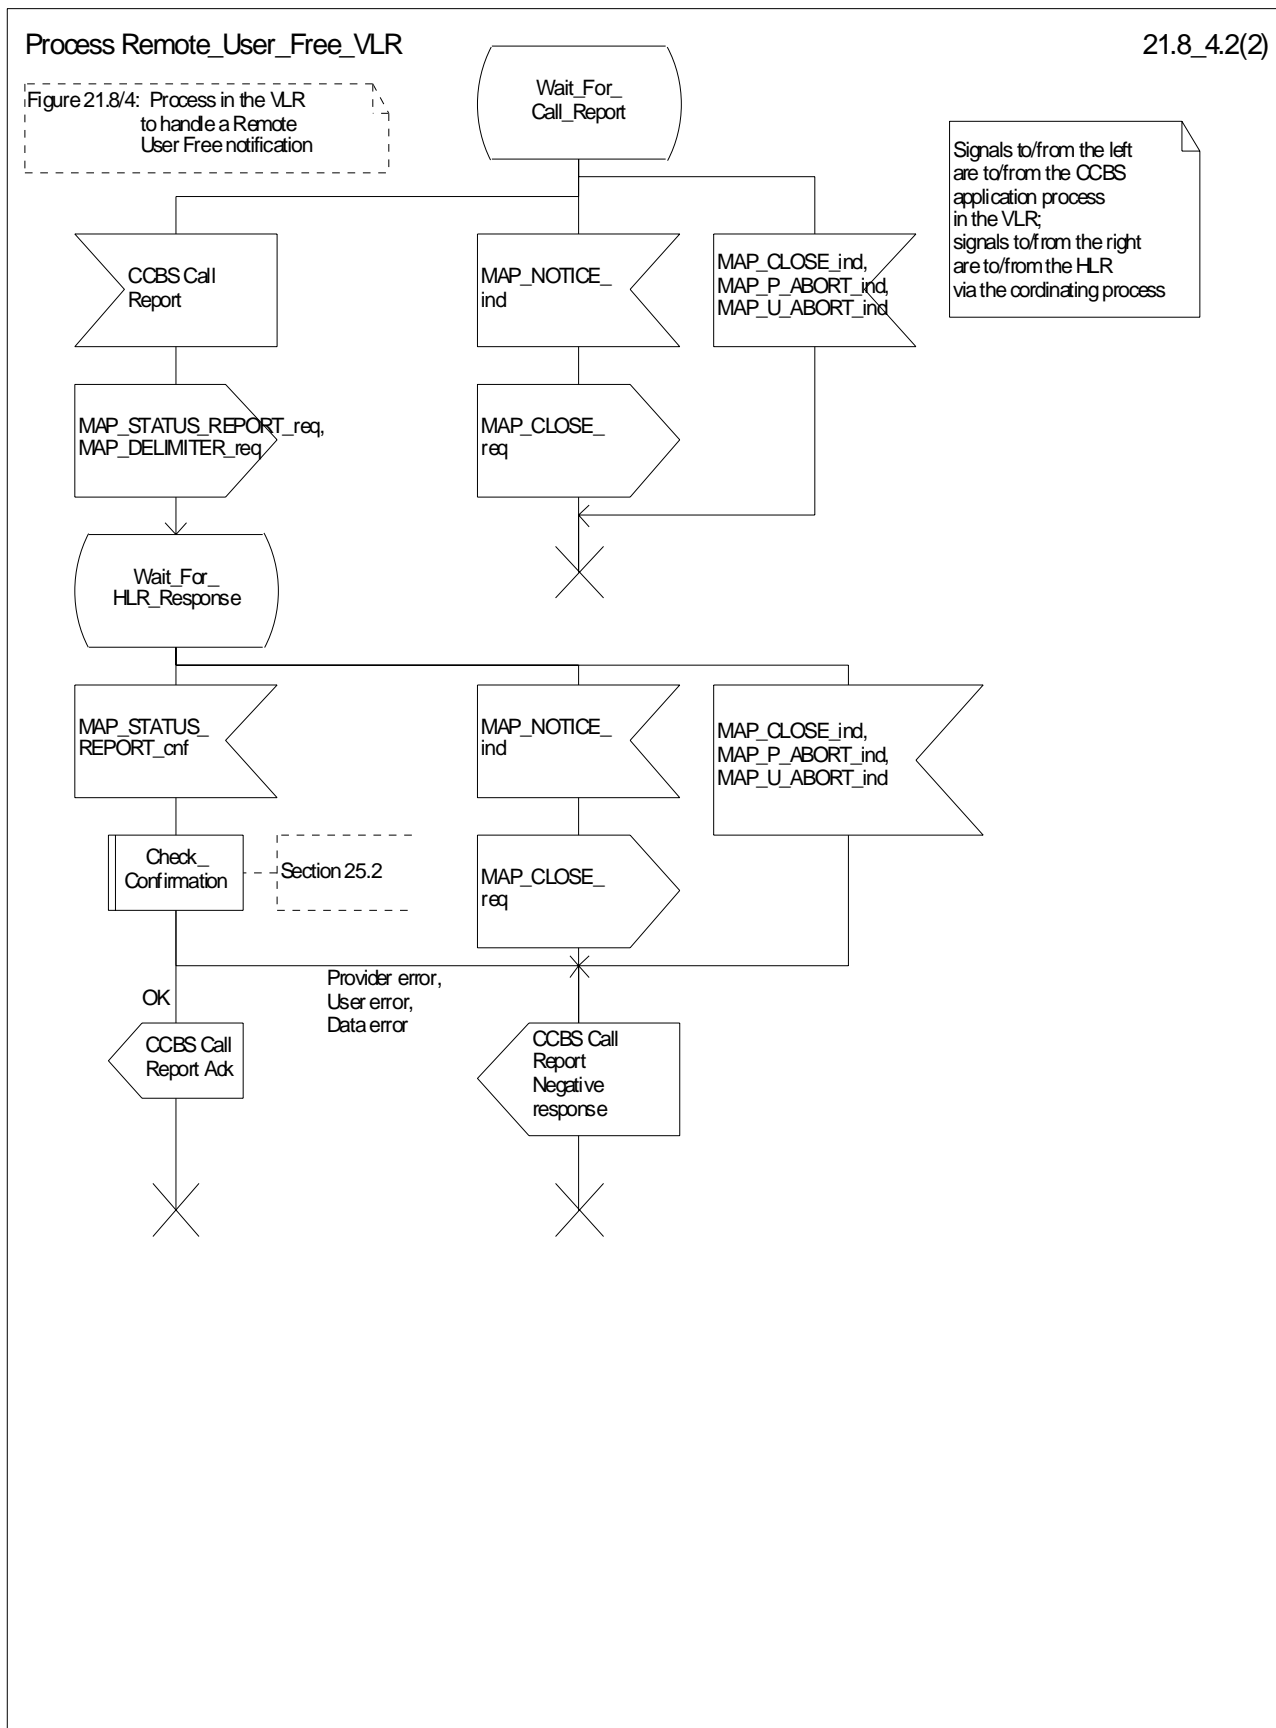 Process Remote_User_Free_VLR
21.8_4.2(2)
Figure 21.8/4: Process in the VLR
to handle a Remote
User Free notification
Wait_For_
Call_Report
Signals to/from the left
are to/from the CCBS
application process
in the VLR;
signals to/from the right
are to/from the HLR
via the cordinating process
CCBS Call
Report
MAP_NOTICE_
ind
MAP_CLOSE_ind,
MAP_P_ABORT_ind,
MAP_U_ABORT_ind
MAP_STATUS_REPORT_req,
MAP_DELIMITER_req
MAP_CLOSE_
req
Wait_For_
HLR_Response
MAP_STATUS_
REPORT_cnf
MAP_NOTICE_
ind
MAP_CLOSE_ind,
MAP_P_ABORT_ind,
MAP_U_ABORT_ind
Check_
Confirmation
Section 25.2
MAP_CLOSE_
req
Provider error,
User error,
Data error
OK
CCBS Call
Report Ack
CCBS Call
Report
Negative
response